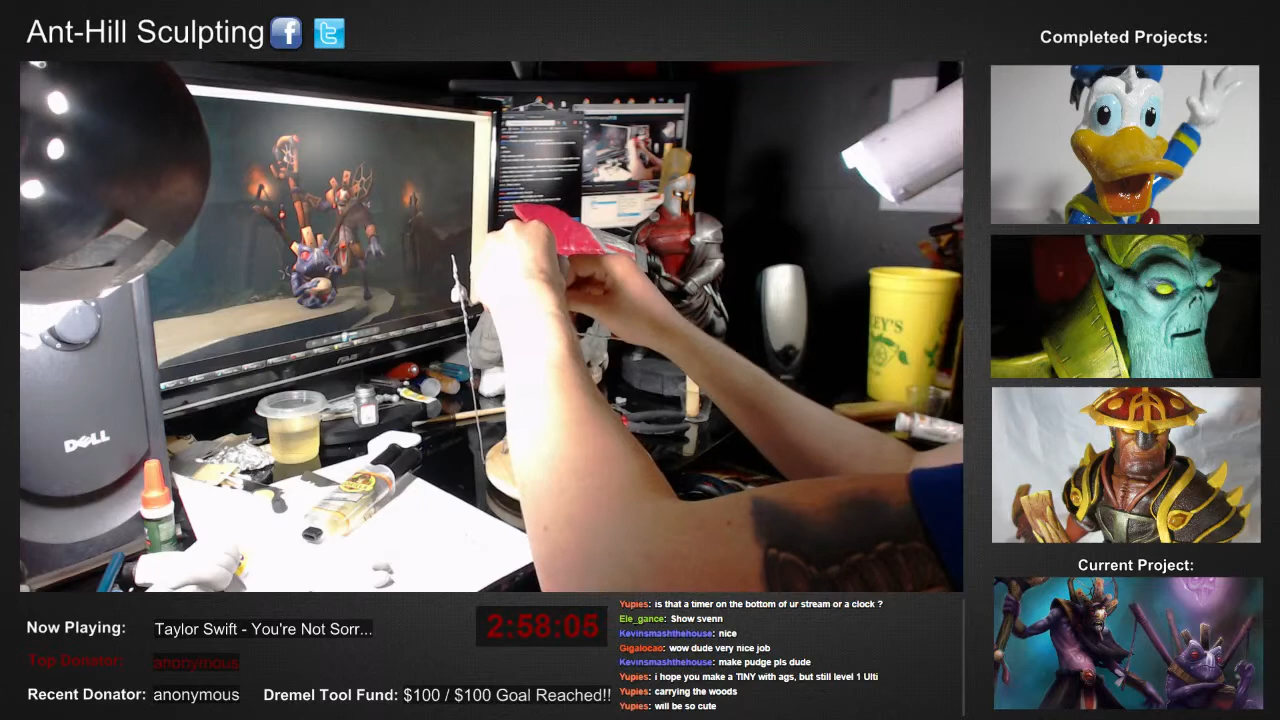 Ant-Hill Sculpting
Completed Projects:
DELL
ASUS
EY'S
Current Project:
Now Playing: Taylor Swift - You're Not Sorr...
Top Donator: anonymous
Recent Donator: anonymous
Dremel Tool Fund: $100 / $100 Goal Reached!!
2:58:05
Yupies: is that a timer on the bottom of ur stream or a clock ?
Ele_gance: Show svenn
Kevinsmashthehouse: nice
Gigalocao: wow dude very nice job
Kevinsmashthehouse: make pudge pls dude
Yupies: i hope you make a TINY with ags, but still level 1 Ulti
Yupies: carrying the woods
Yupies: will be so cute